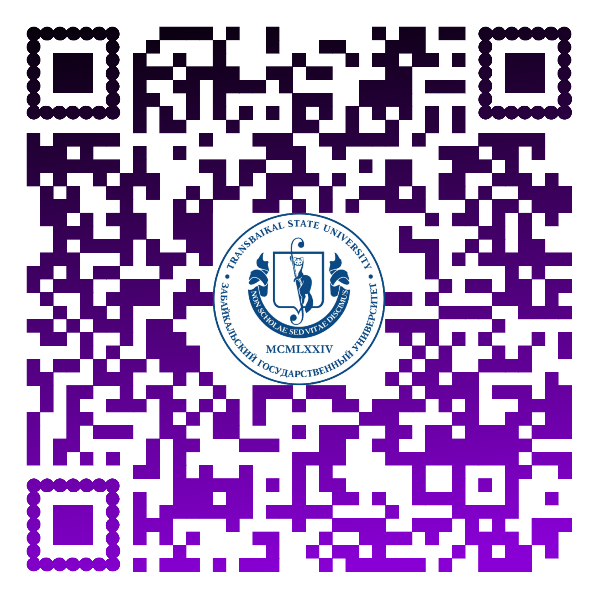 • TRANSBAIKAL STATE UNIVERSITY •
NON SCHOLAE SED VITAE DISCIMUS
MCMLXXIV
ЗАБАЙКАЛЬСКИЙ ГОСУДАРСТВЕННЫЙ УНИВЕРСИТЕТ